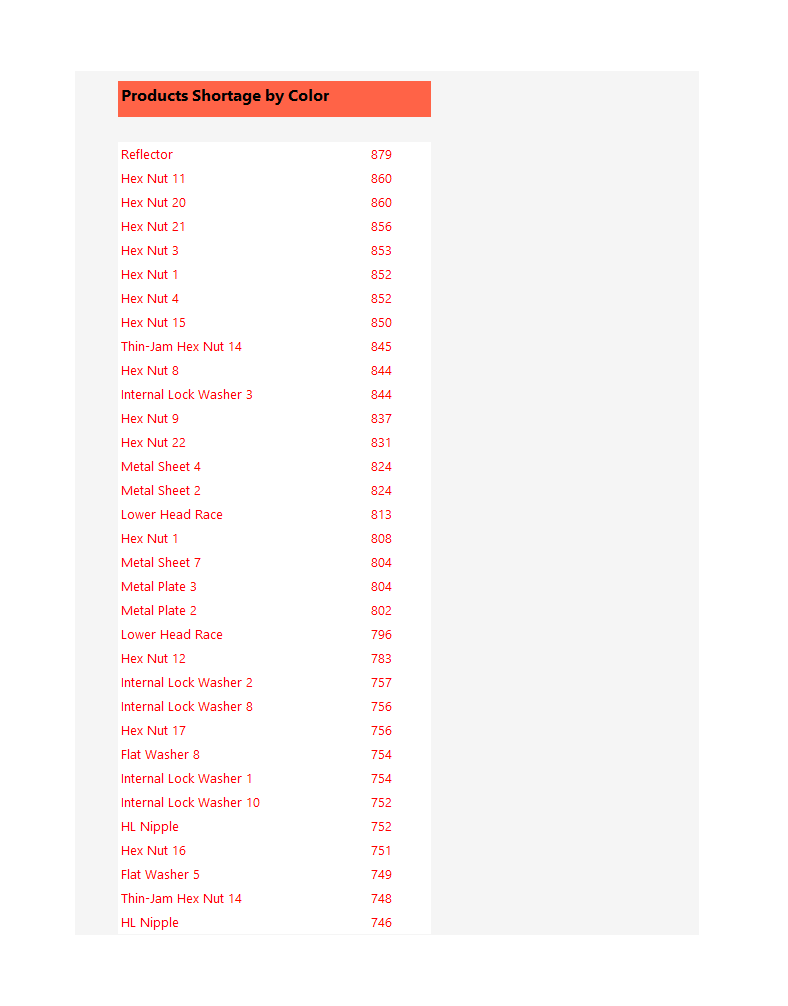 Products Shortage by Color
Reflector 879
Hex Nut 11 860
Hex Nut 20 860
Hex Nut 21 856
Hex Nut 3 853
Hex Nut 1 852
Hex Nut 4 852
Hex Nut 15 850
Thin-Jam Hex Nut 14 845
Hex Nut 8 844
Internal Lock Washer 3 844
Hex Nut 9 837
Hex Nut 22 831
Metal Sheet 4 824
Metal Sheet 2 824
Lower Head Race 813
Hex Nut 1 808
Metal Sheet 7 804
Metal Plate 3 804
Metal Plate 2 802
Lower Head Race 796
Hex Nut 12 783
Internal Lock Washer 2 757
Internal Lock Washer 8 756
Hex Nut 17 756
Flat Washer 8 754
Internal Lock Washer 1 754
Internal Lock Washer 10 752
HL Nipple 752
Hex Nut 16 751
Flat Washer 5 749
Thin-Jam Hex Nut 14 748
HL Nipple 746